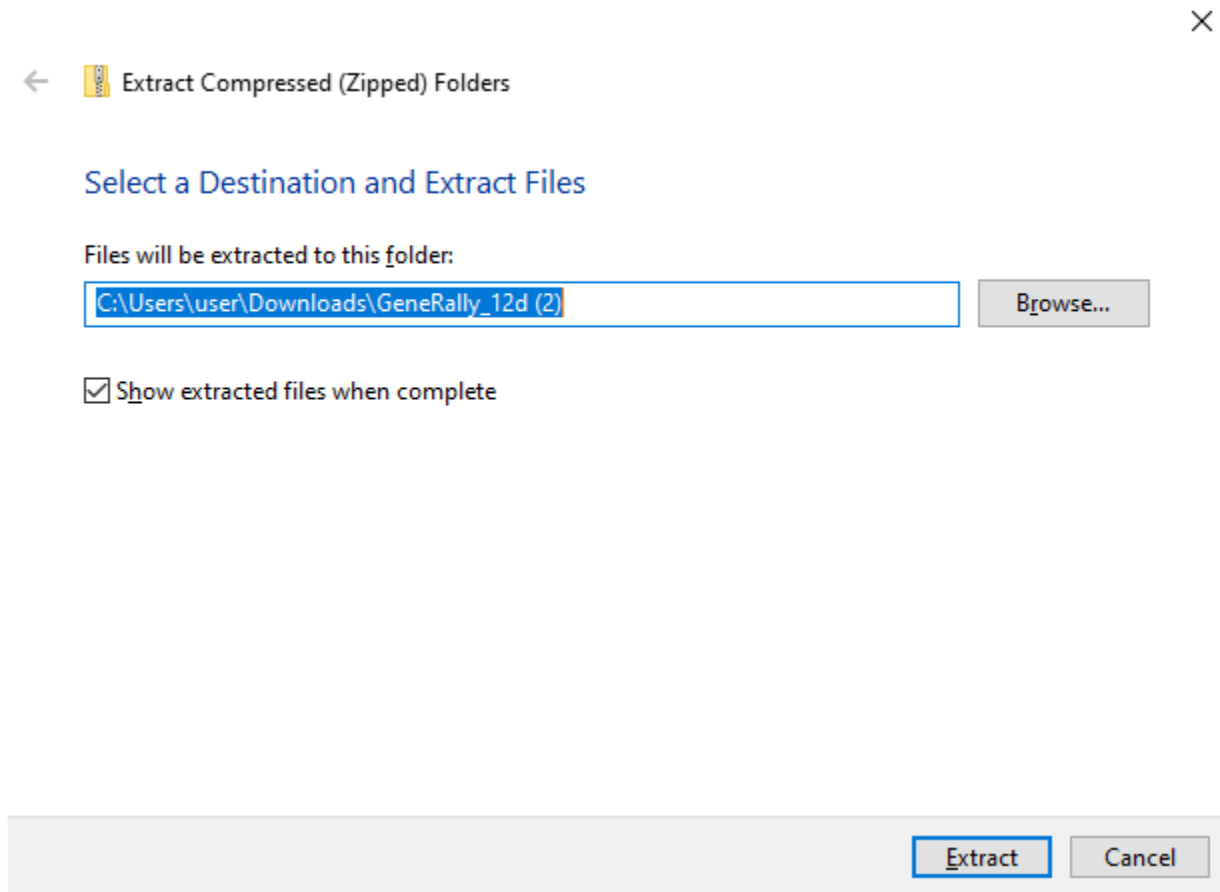 Extract Compressed (Zipped) Folders
Select a Destination and Extract Files
Files will be extracted to this folder:
C:\Users\user\Downloads\GeneRally_12d (2)
Browse...
Show extracted files when complete
Extract
Cancel